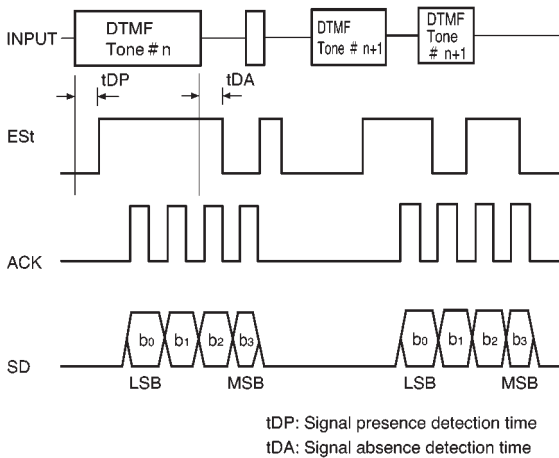 INPUT
DTMF
Tone # n
DTMF
Tone # n+1
DTMF
Tone
# n+1
tDP
tDA
ESt
ACK
SD
b0 b1 b2 b3
b0 b1 b2 b3
LSB MSB
LSB MSB
tDP: Signal presence detection time
tDA: Signal absence detection time